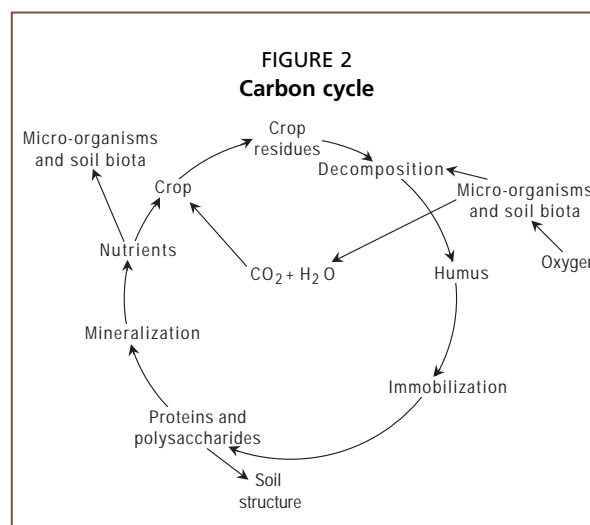 FIGURE 2
Carbon cycle
Micro-organisms
and soil biota
Crop
residues
Decomposition
Crop
Micro-organisms
and soil biota
Nutrients
CO₂ + H₂O
Humus
Oxygen
Mineralization
Immobilization
Proteins and
polysaccharides
Soil
structure